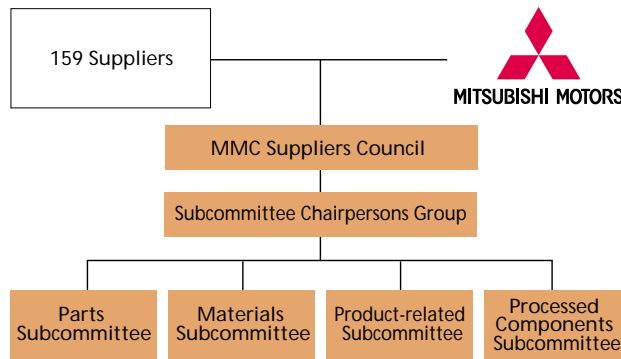 159 Suppliers
MITSUBISHI MOTORS
MMC Suppliers Council
Subcommittee Chairpersons Group
Parts
Subcommittee
Materials
Subcommittee
Product-related
Subcommittee
Processed
Components
Subcommittee